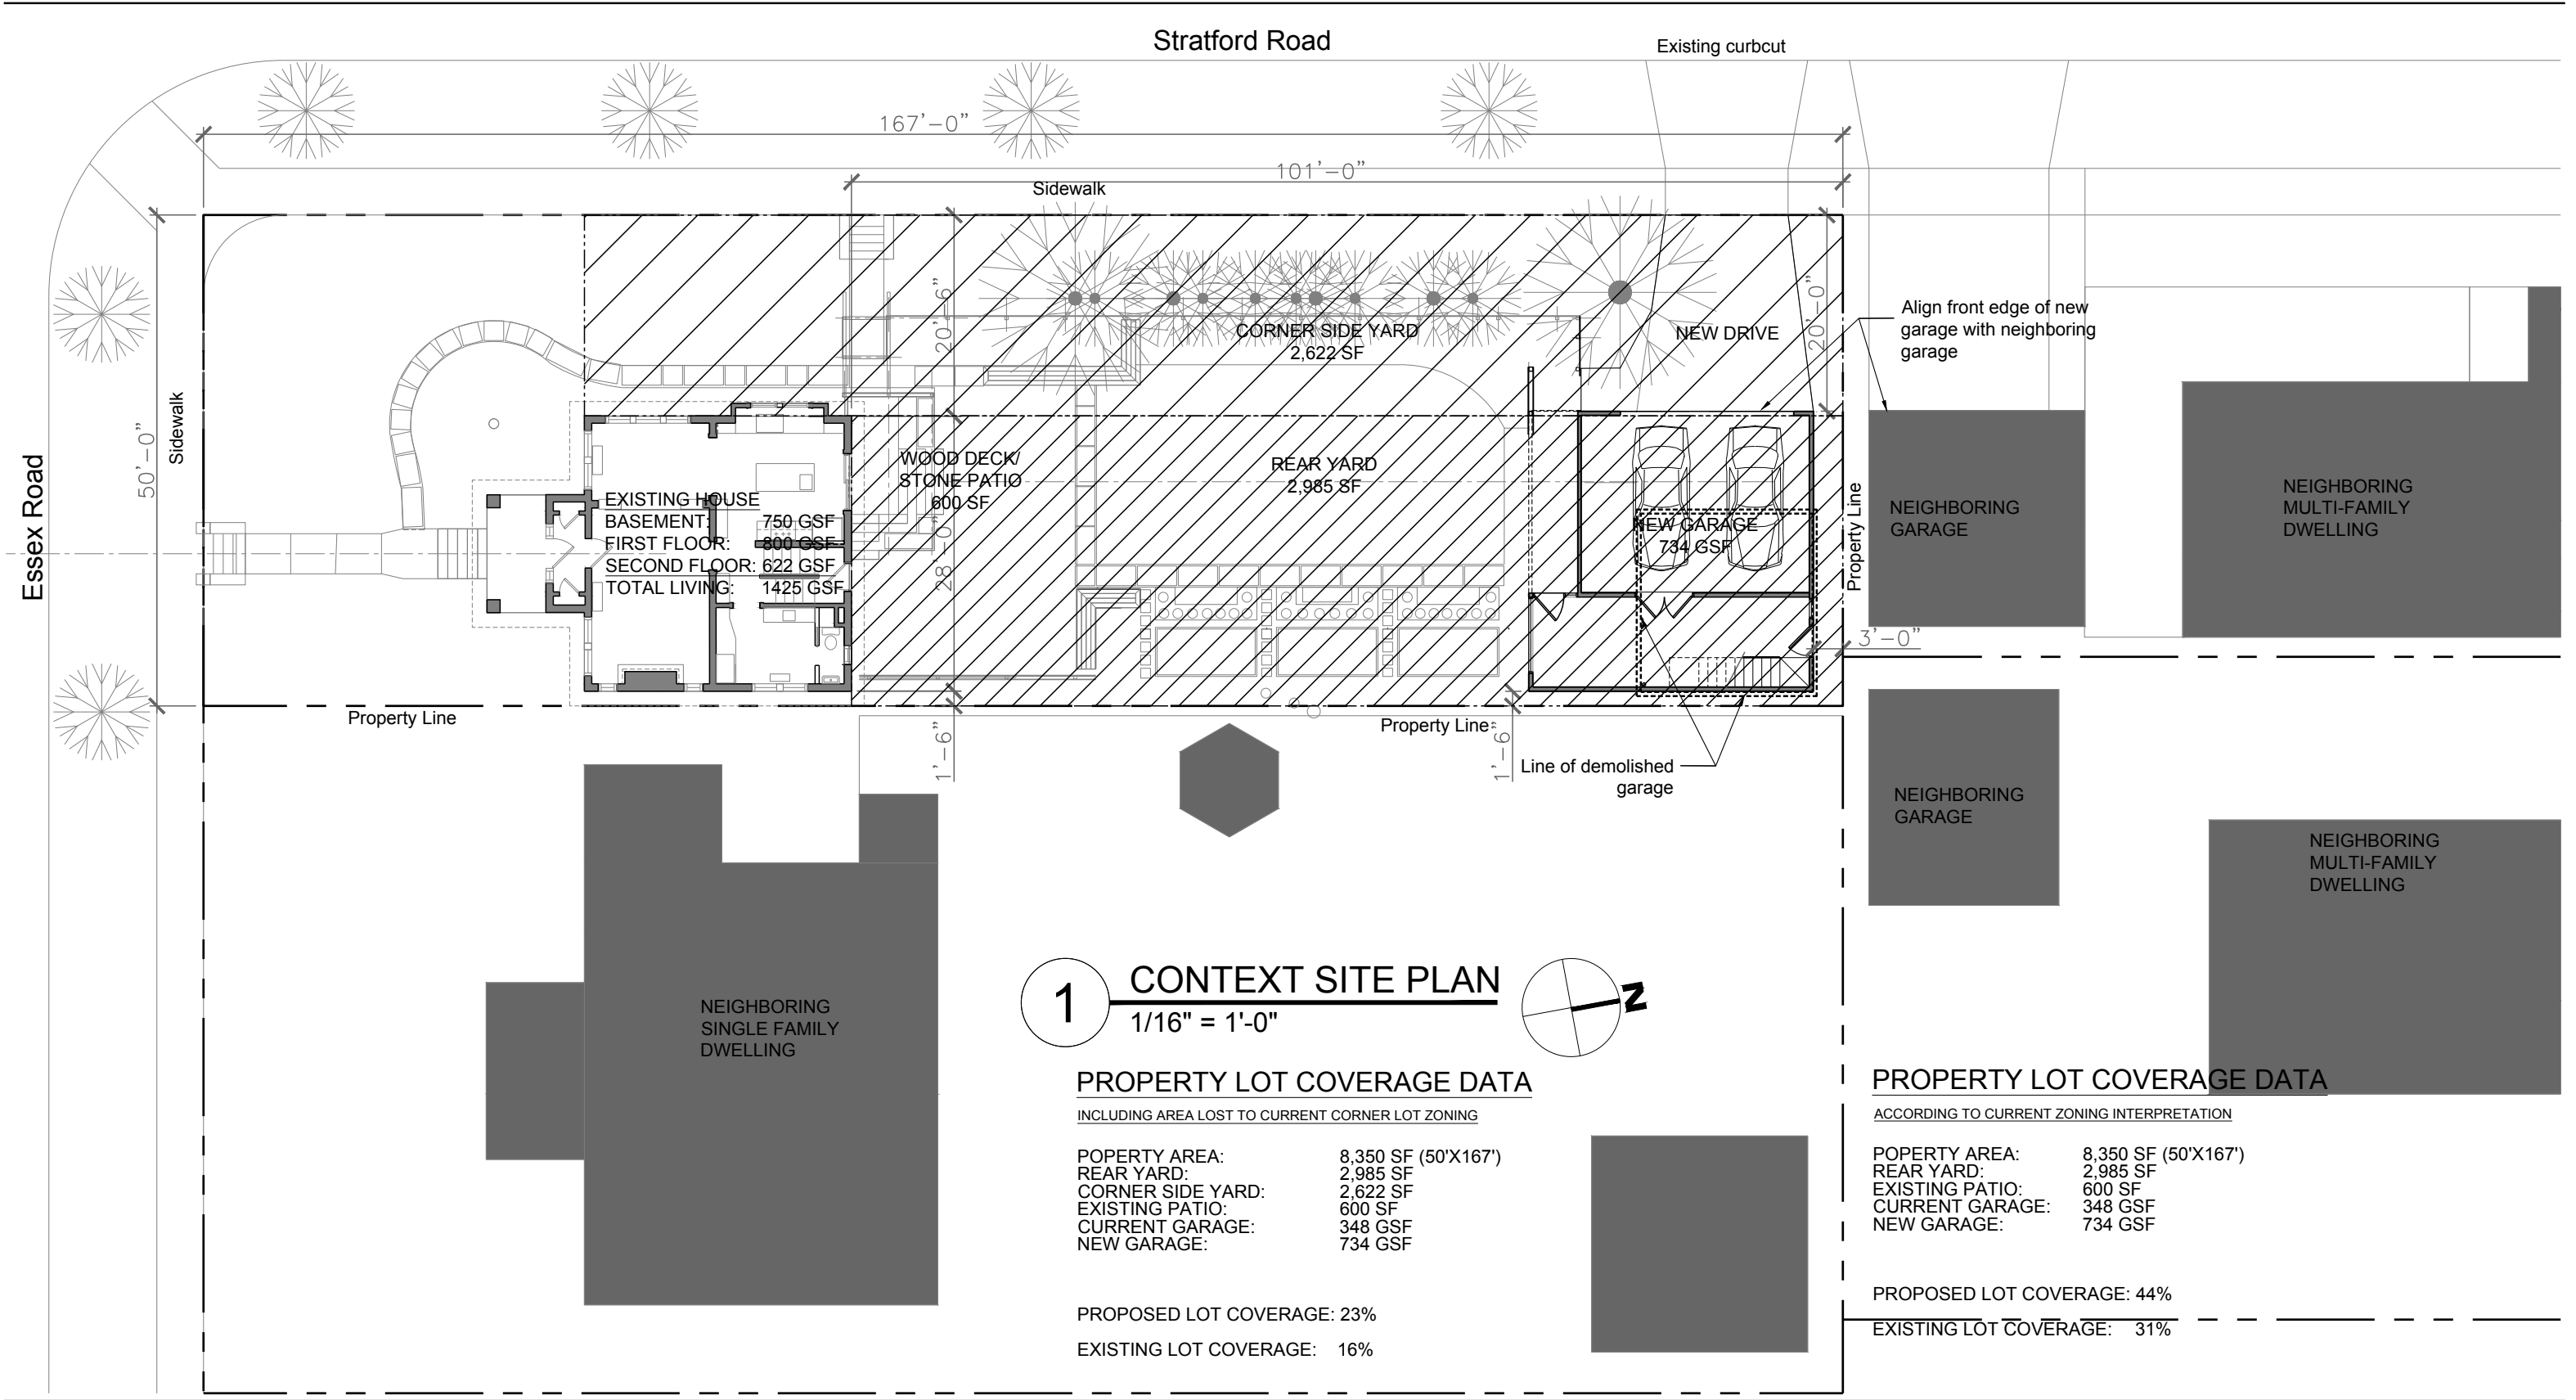 Stratford Road
Existing curbcut
167'-0"
101'-0"
Sidewalk
Essex Road
50'-0"
Sidewalk
20'-6"
CORNER SIDE YARD
2,622 SF
NEW DRIVE
20'-0"
Align front edge of new
garage with neighboring
garage
WOOD DECK/
STONE PATIO
600 SF
REAR YARD
2,985 SF
EXISTING HOUSE
BASEMENT: 750 GSF
FIRST FLOOR: 800 GSF
SECOND FLOOR: 622 GSF
TOTAL LIVING: 1425 GSF
28'-0"
NEW GARAGE
734 GSF
Property Line
NEIGHBORING
GARAGE
NEIGHBORING
MULTI-FAMILY
DWELLING
3'-0"
Property Line
1'-6"
Property Line
1'-6"
Line of demolished
garage
NEIGHBORING
GARAGE
NEIGHBORING
MULTI-FAMILY
DWELLING
NEIGHBORING
SINGLE FAMILY
DWELLING
1
CONTEXT SITE PLAN
1/16" = 1'-0"
N
PROPERTY LOT COVERAGE DATA
INCLUDING AREA LOST TO CURRENT CORNER LOT ZONING
POPERTY AREA: 8,350 SF (50'X167')
REAR YARD: 2,985 SF
CORNER SIDE YARD: 2,622 SF
EXISTING PATIO: 600 SF
CURRENT GARAGE: 348 GSF
NEW GARAGE: 734 GSF
PROPOSED LOT COVERAGE: 23%
EXISTING LOT COVERAGE: 16%
PROPERTY LOT COVERAGE DATA
ACCORDING TO CURRENT ZONING INTERPRETATION
POPERTY AREA: 8,350 SF (50'X167')
REAR YARD: 2,985 SF
EXISTING PATIO: 600 SF
CURRENT GARAGE: 348 GSF
NEW GARAGE: 734 GSF
PROPOSED LOT COVERAGE: 44%
EXISTING LOT COVERAGE: 31%